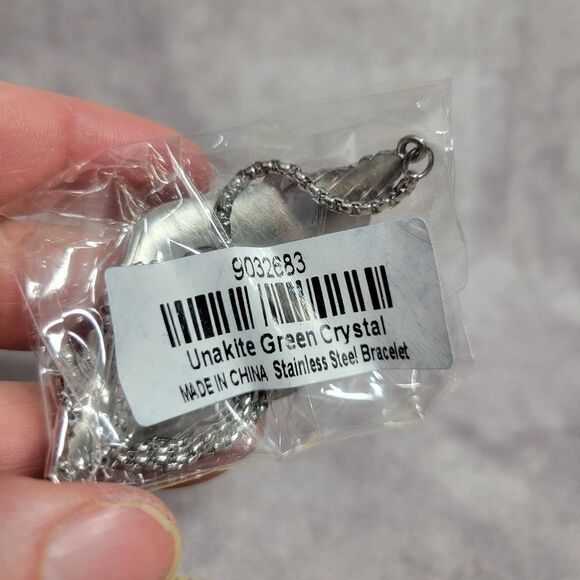 9032683
Unakite Green Crystal
MADE IN CHINA Stainless Steel Bracelet